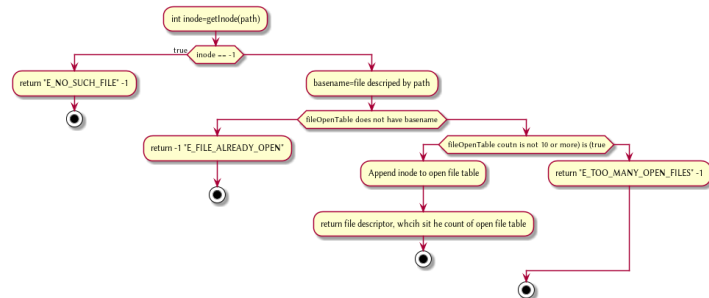 int inode=getInode(path)
true
inode == -1
return "E_NO_SUCH_FILE" -1
basename=file descriped by path
fileOpenTable does not have basename
return -1 "E_FILE_ALREADY_OPEN"
fileOpenTable coutn is not 10 or more) is (true
Append inode to open file table
return "E_TOO_MANY_OPEN_FILES" -1
return file descriptor, whcih sit he count of open file table